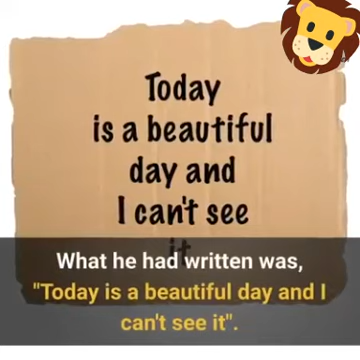 Today
is a beautiful
day and
I can't see
it
What he had written was,
"Today is a beautiful day and I
can't see it".